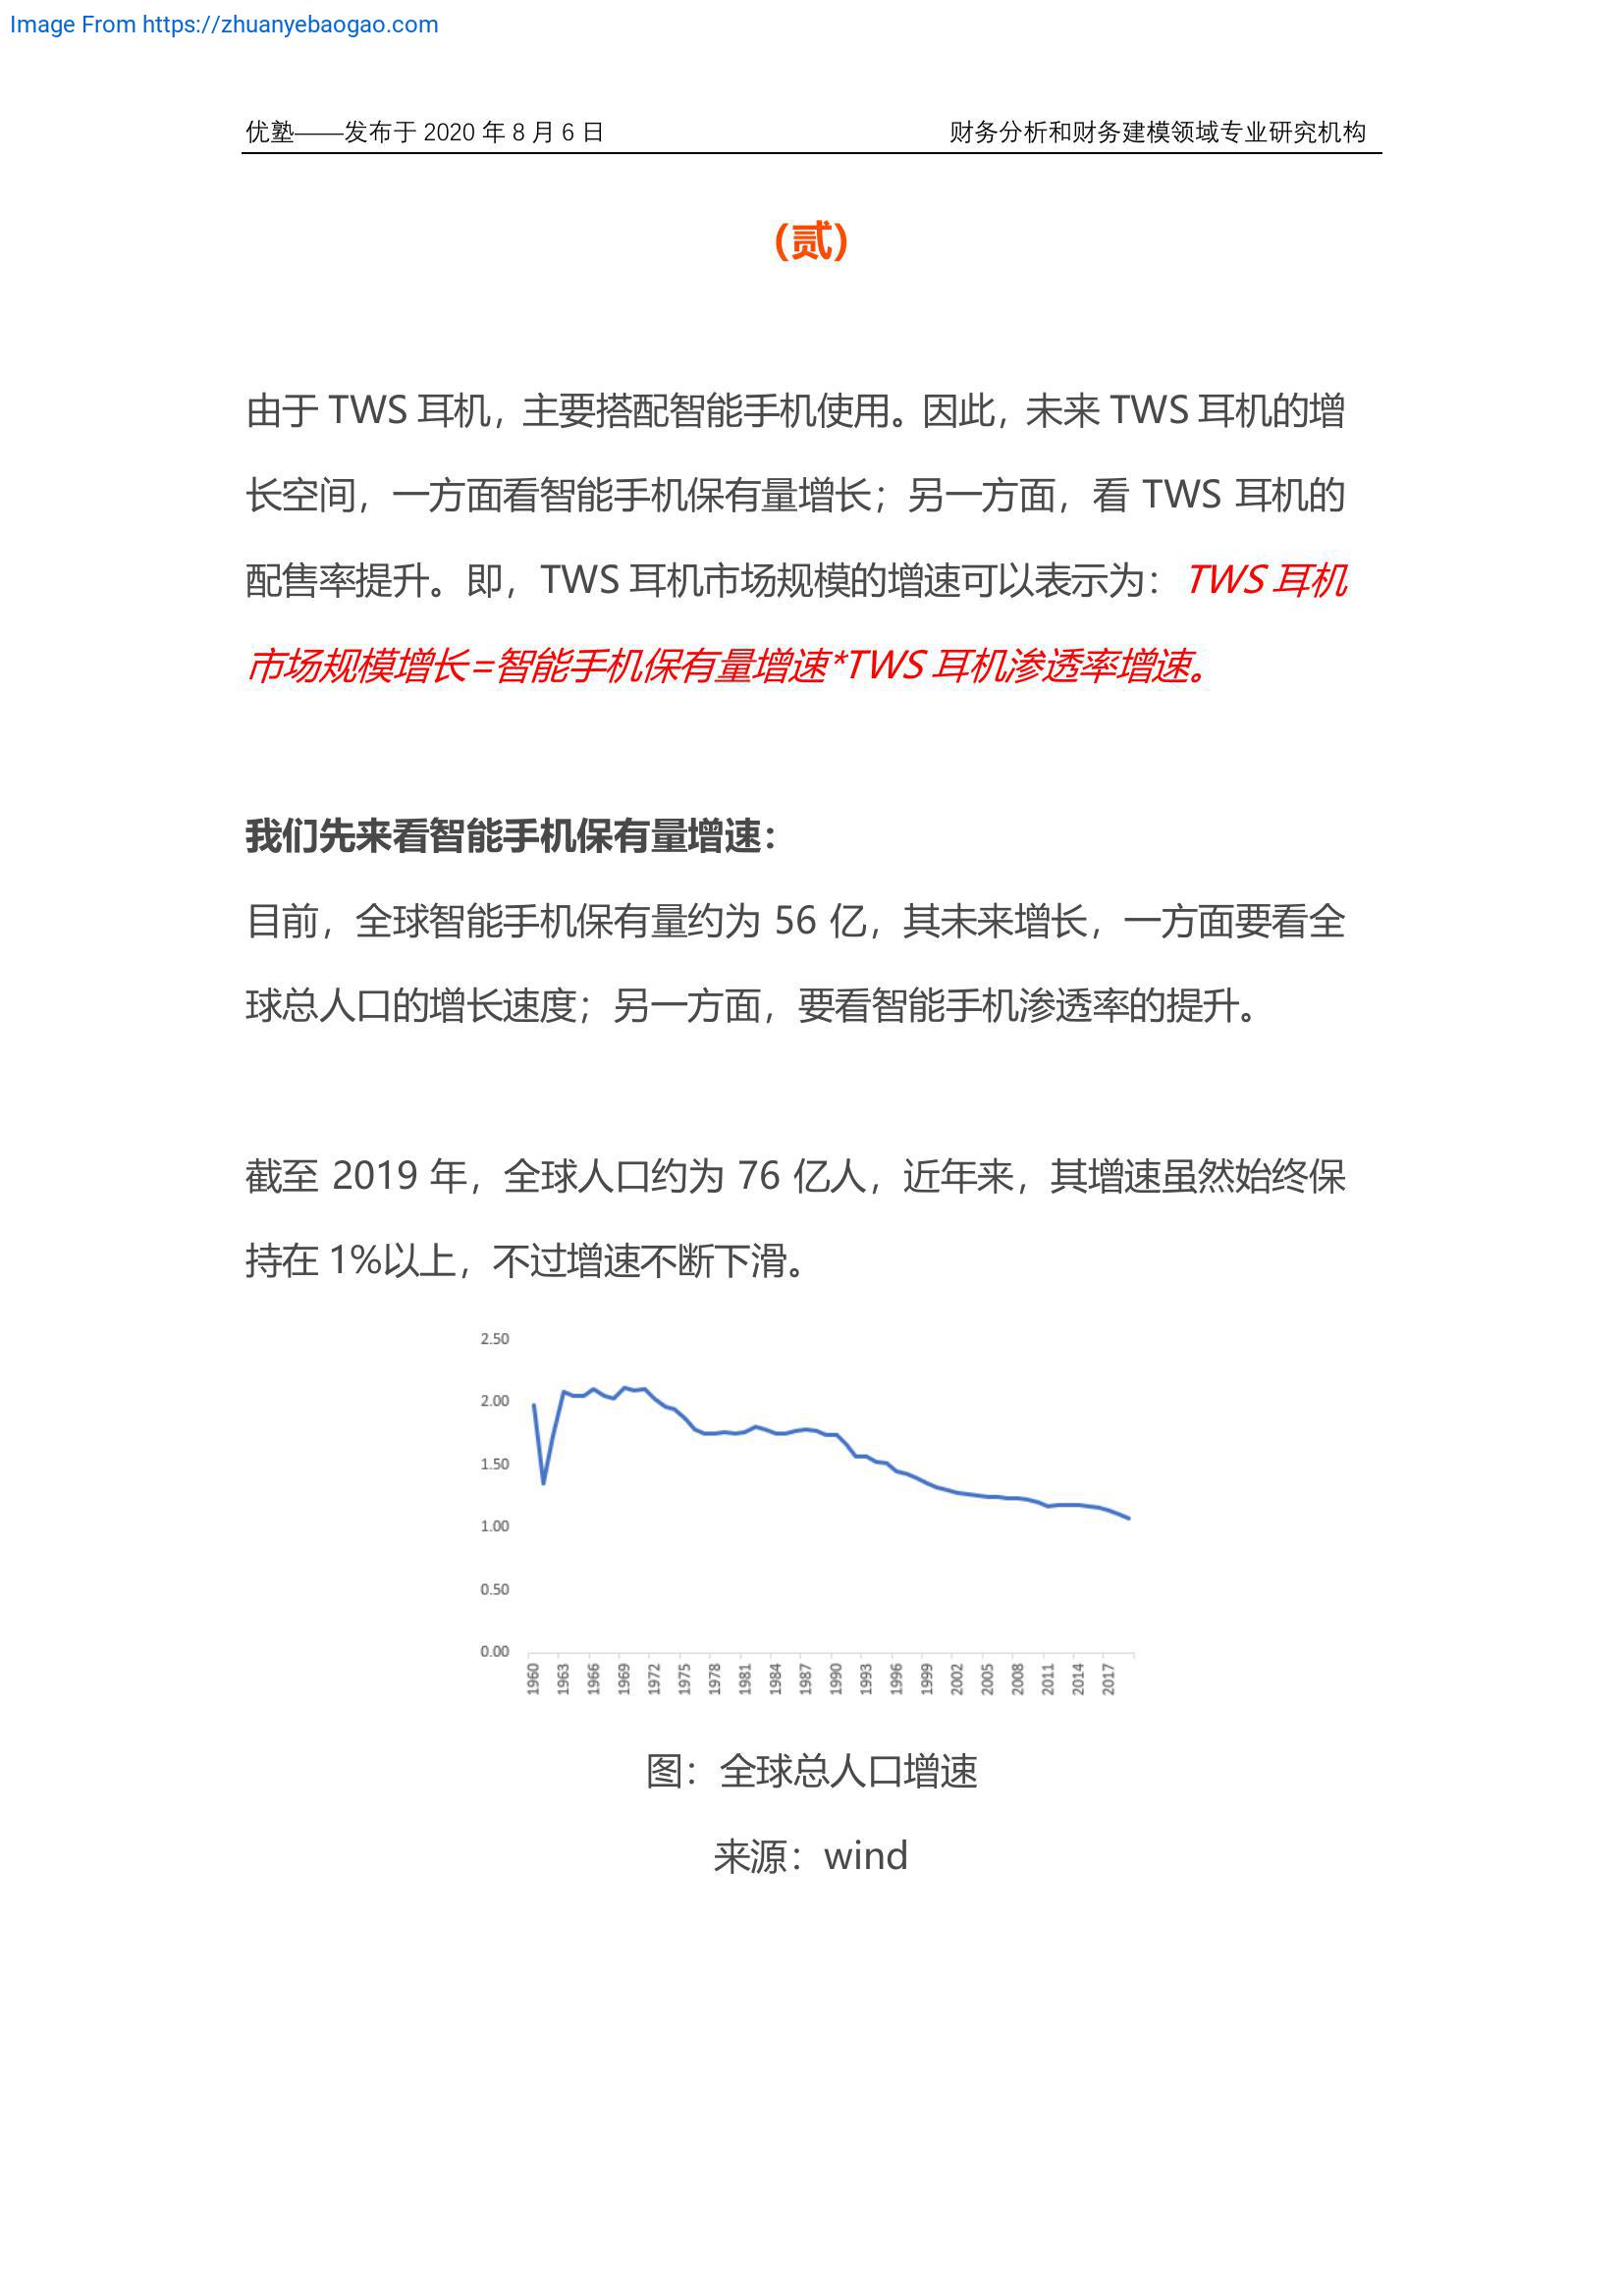 Image From https://zhuanyebaogao.com
优塾——发布于 2020 年 8 月 6 日 财务分析和财务建模领域专业研究机构
(贰)
由于 TWS 耳机，主要搭配智能手机使用。因此，未来 TWS 耳机的增
长空间，一方面看智能手机保有量增长；另一方面，看 TWS 耳机的
配售率提升。即，TWS 耳机市场规模的增速可以表示为：TWS 耳机
市场规模增长=智能手机保有量增速*TWS 耳机渗透率增速。
我们先来看智能手机保有量增速：
目前，全球智能手机保有量约为 56 亿，其未来增长，一方面要看全
球总人口的增长速度；另一方面，要看智能手机渗透率的提升。
截至 2019 年，全球人口约为 76 亿人，近年来，其增速虽然始终保
持在 1%以上，不过增速不断下滑。
2.50
2.00
1.50
1.00
0.50
0.00
1960 1963 1966 1969 1972 1975 1978 1981 1984 1987 1990 1993 1996 1999 2002 2005 2008 2011 2014 2017
图：全球总人口增速
来源：wind